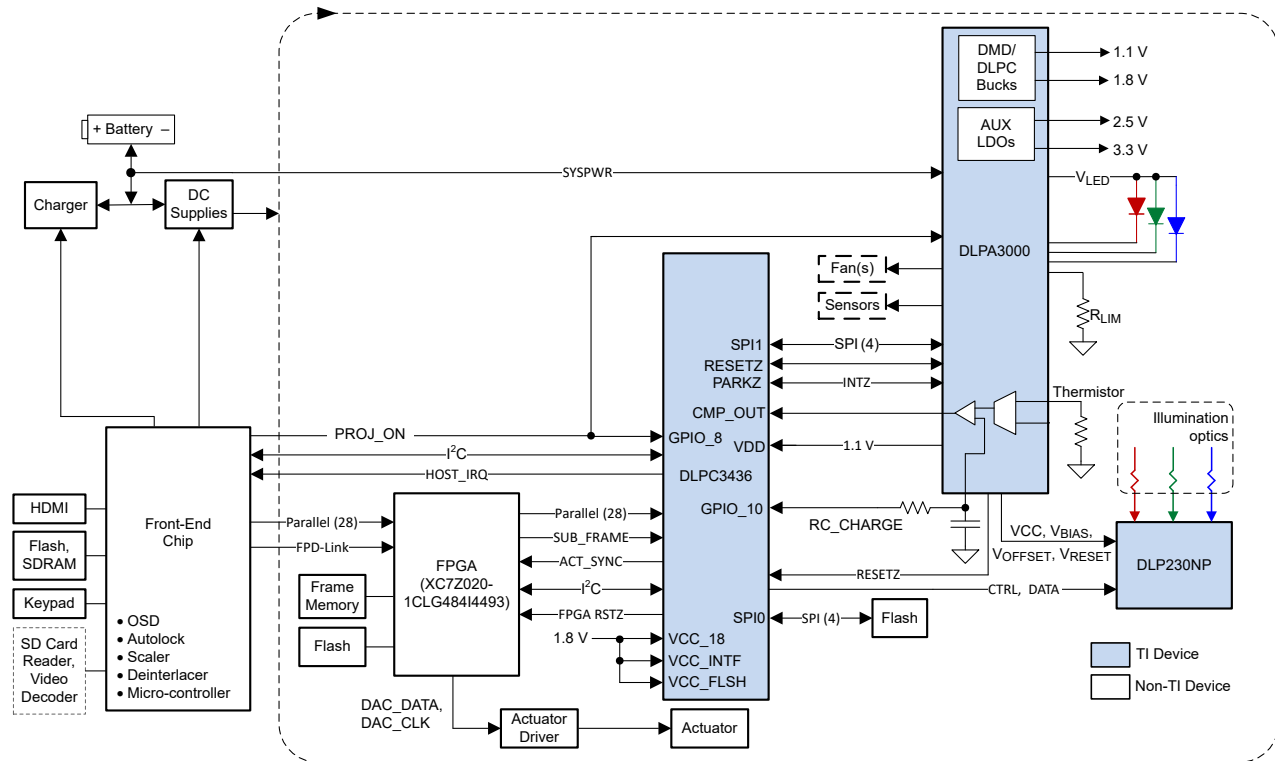 + Battery –
Charger
DC
Supplies
SYSPWR
DMD/
DLPC
Bucks
1.1 V
1.8 V
AUX
LDOs
2.5 V
3.3 V
VLED
DLPA3000
Fan(s)
Sensors
RLIM
SPI1
SPI (4)
RESETZ
PARKZ
INTZ
CMP_OUT
Thermistor
Illumination
optics
PROJ_ON
GPIO_8
VDD
1.1 V
I2C
HOST_IRQ
DLPC3436
HDMI
Flash,
SDRAM
Keypad
SD Card
Reader,
Video
Decoder
Front-End
Chip
• OSD
• Autolock
• Scaler
• Deinterlacer
• Micro-controller
Parallel (28)
FPD-Link
Frame
Memory
Flash
FPGA
(XC7Z020-
1CLG484I4493)
Parallel (28)
SUB_FRAME
ACT_SYNC
I2C
FPGA RSTZ
GPIO_10
RC_CHARGE
VCC, VBIAS,
VOFFSET, VRESET
DLP230NP
RESETZ
CTRL, DATA
SPI0
SPI (4)
Flash
1.8 V
VCC_18
VCC_INTF
VCC_FLSH
TI Device
Non-TI Device
DAC_DATA,
DAC_CLK
Actuator
Driver
Actuator